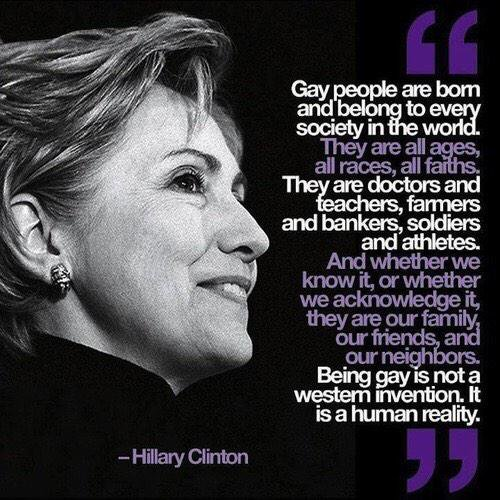 “
Gay people are born
and belong to every
society in the world.
They are all ages,
all races, all faiths.
They are doctors and
teachers, farmers
and bankers, soldiers
and athletes.
And whether we
know it, or whether
we acknowledge it,
they are our family,
our friends, and
our neighbors.
Being gay is not a
western invention. It
is a human reality.
”
– Hillary Clinton